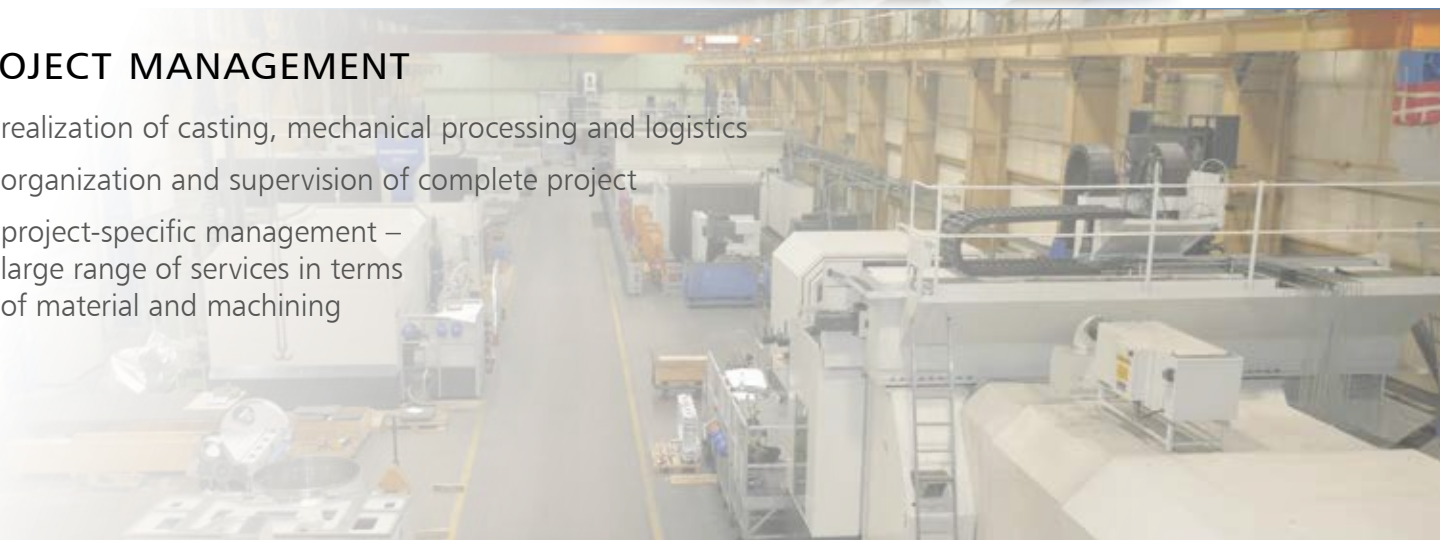 OJECT MANAGEMENT
realization of casting, mechanical processing and logistics
organization and supervision of complete project
project-specific management –
large range of services in terms
of material and machining